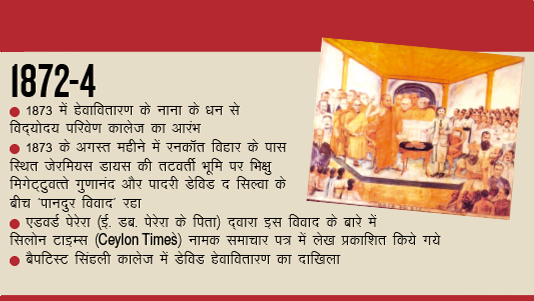 1872-4
● 1873 में हेवावितारण के नाना के धन से
विद्योदय परिवेण कालेज का आरंभ
● 1873 के अगस्त महीने में रनकॉत विहार के पास
स्थित जेरमियस डायस की तटवर्ती भूमि पर भिक्षु
मिगेट्टुवत्ते गुणानंद और पादरी डेविड द सिल्वा के
बीच 'पानदुर विवाद' रहा
● एडवर्ड पेरेरा (ई. डब. पेरेरा के पिता) द्वारा इस विवाद के बारे में
सिलोन टाइम्स (Ceylon Times) नामक समाचार पत्र में लेख प्रकाशित किये गये
● बैपटिस्ट सिंहली कालेज में डेविड हेवावितारण का दाखिला